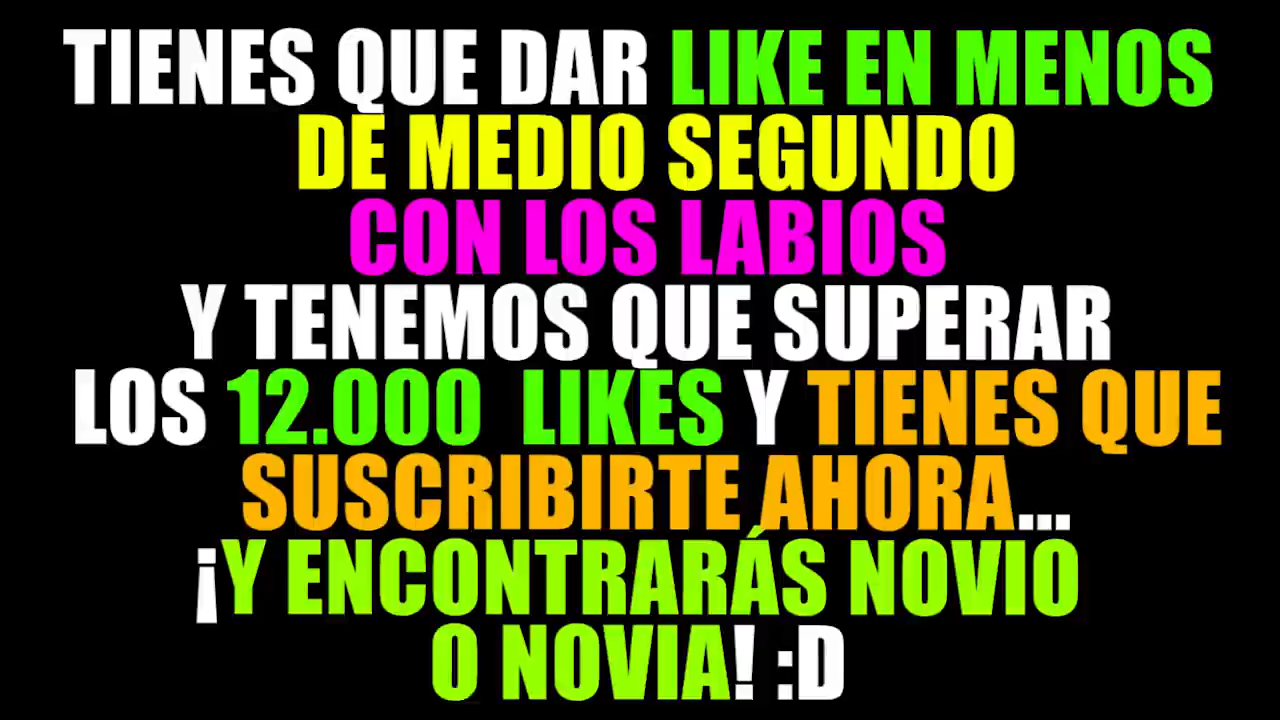 TIENES QUE DAR LIKE EN MENOS
DE MEDIO SEGUNDO
CON LOS LABIOS
Y TENEMOS QUE SUPERAR
LOS 12.000 LIKES Y TIENES QUE
SUSCRIBIRTE AHORA...
¡Y ENCONTRARÁS NOVIO
O NOVIA! :D